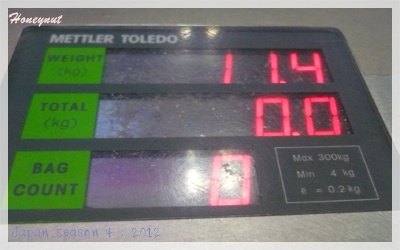 Honeynut
METTLER TOLEDO
WEIGHT
(kg)
11.4
TOTAL
(kg)
0.0
BAG
COUNT
0
Max 300kg
Min 4 kg
e = 0.2 kg
Japan Season 4 : 2012